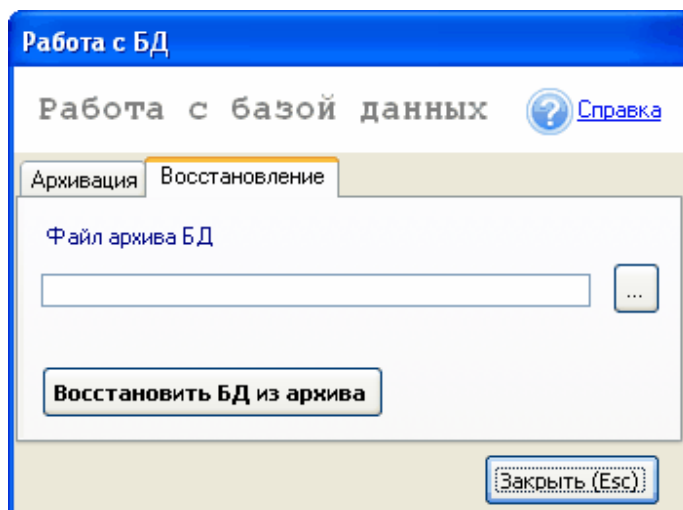 Работа с БД
Работа с базой данных
Справка
Архивация Восстановление
Файл архива БД
...
Восстановить БД из архива
Закрыть (Esc)